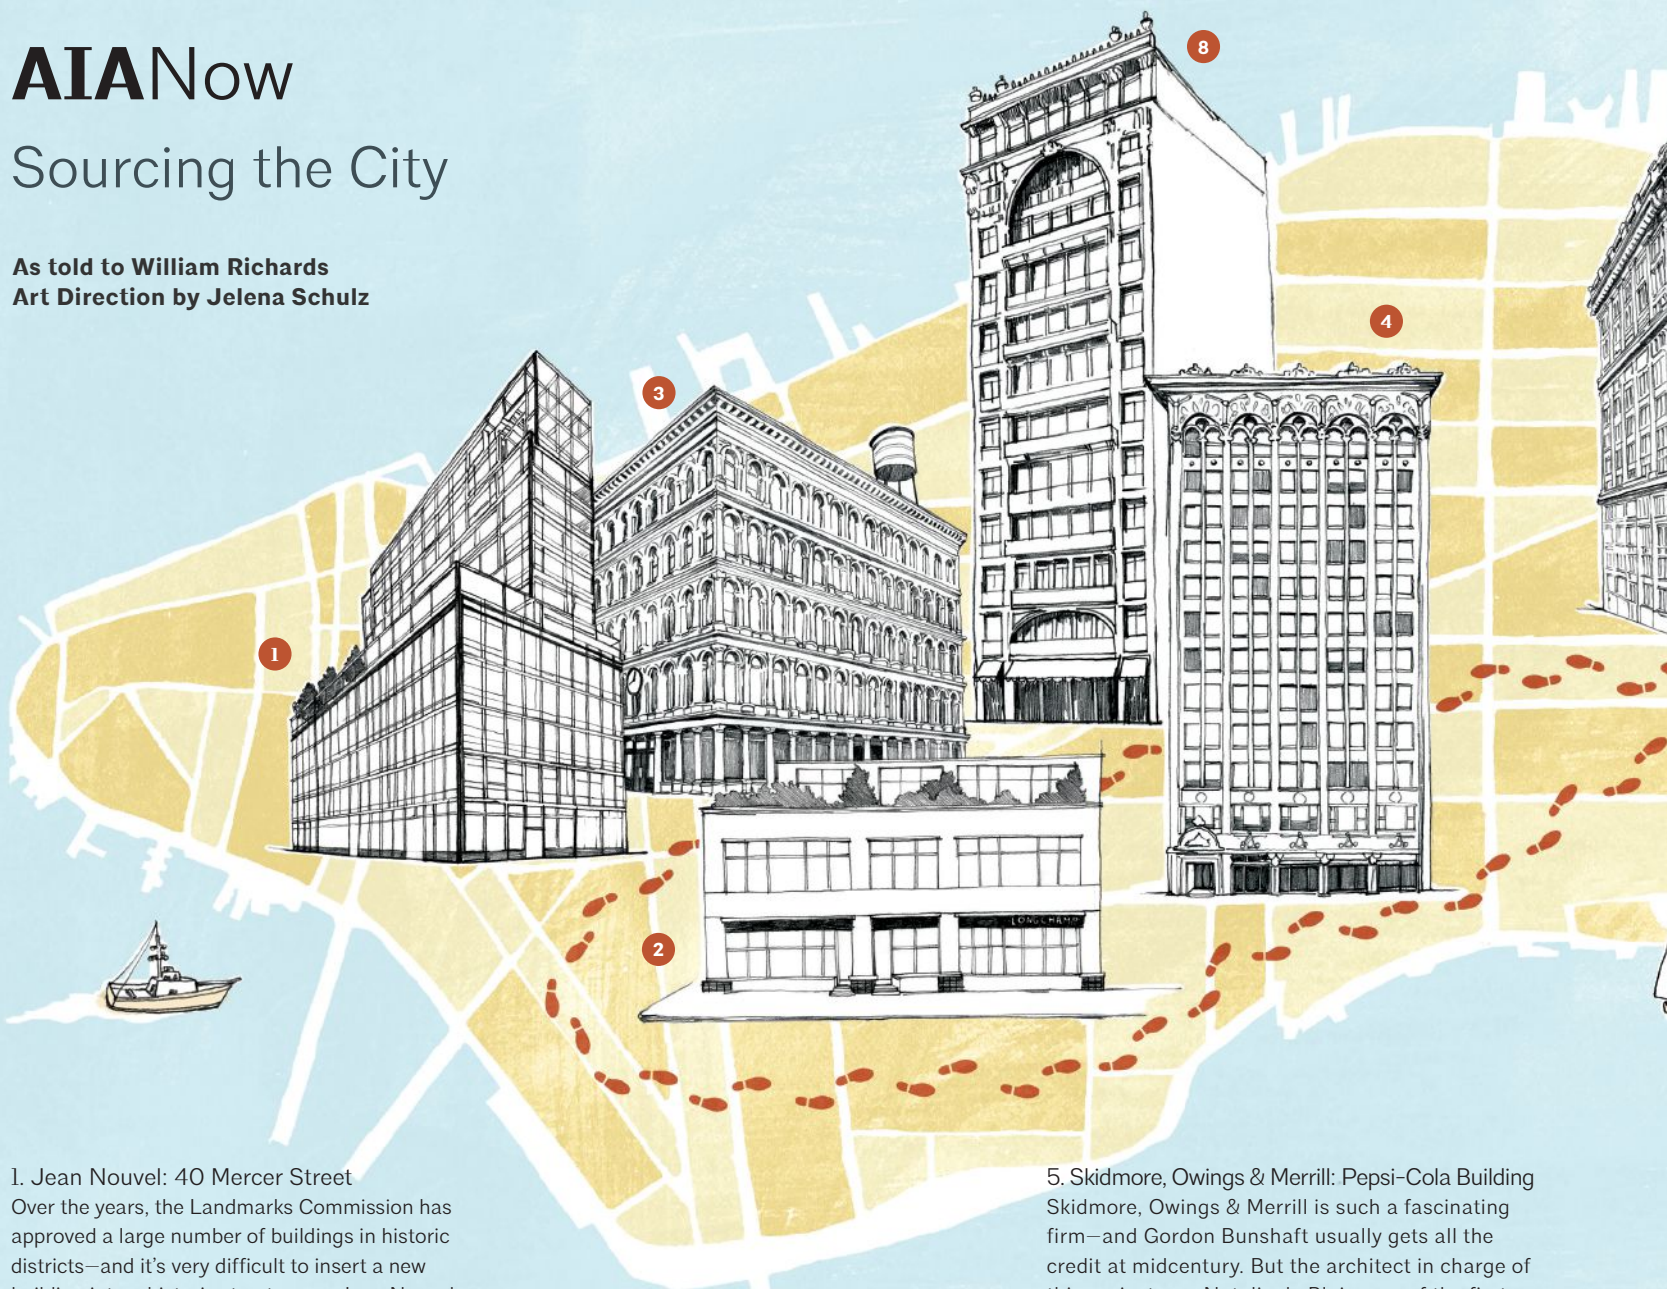 AIANow
Sourcing the City
As told to William Richards
Art Direction by Jelena Schulz
8
4
3
1
2
LONGCHAMP
1. Jean Nouvel: 40 Mercer Street
Over the years, the Landmarks Commission has
approved a large number of buildings in historic
districts—and it's very difficult to insert a new
5. Skidmore, Owings & Merrill: Pepsi-Cola Building
Skidmore, Owings & Merrill is such a fascinating
firm—and Gordon Bunshaft usually gets all the
credit at midcentury. But the architect in charge of